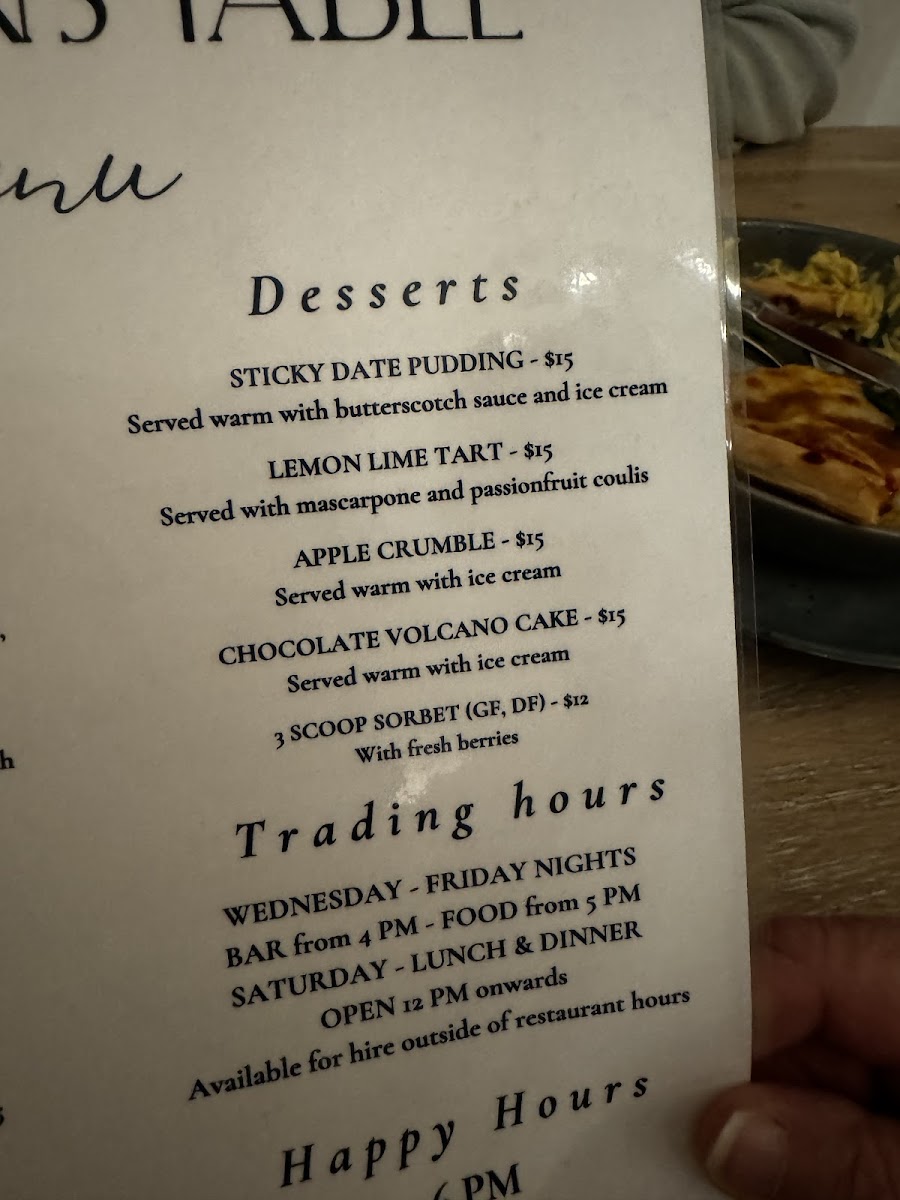 TABLE
Desserts
STICKY DATE PUDDING - $15
Served warm with butterscotch sauce and ice cream
LEMON LIME TART - $15
Served with mascarpone and passionfruit coulis
APPLE CRUMBLE - $15
Served warm with ice cream
CHOCOLATE VOLCANO CAKE - $15
Served warm with ice cream
3 SCOOP SORBET (GF, DF) - $12
With fresh berries
Trading hours
WEDNESDAY - FRIDAY NIGHTS
BAR from 4 PM - FOOD from 5 PM
SATURDAY - LUNCH & DINNER
OPEN 12 PM onwards
Available for hire outside of restaurant hours
Happy Hours
6 PM